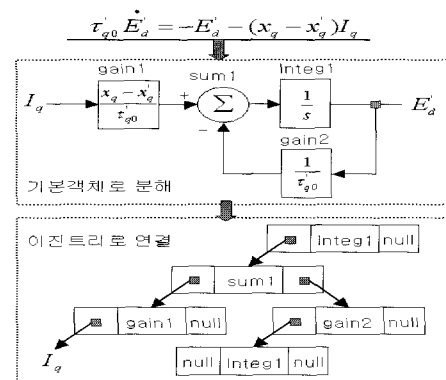 τ'q0 Ė'd = −E'd − (xq − x'q)Iq
gain1
sum1
Integ1
Iq
xq − x'q
τ'q0
+
Σ
−
1
s
E'd
gain2
1
τ'q0
기본객체로 분해
이진트리로 연결
Integ1 null
sum1
gain1 null
gain2 null
Iq
null Integ1 null